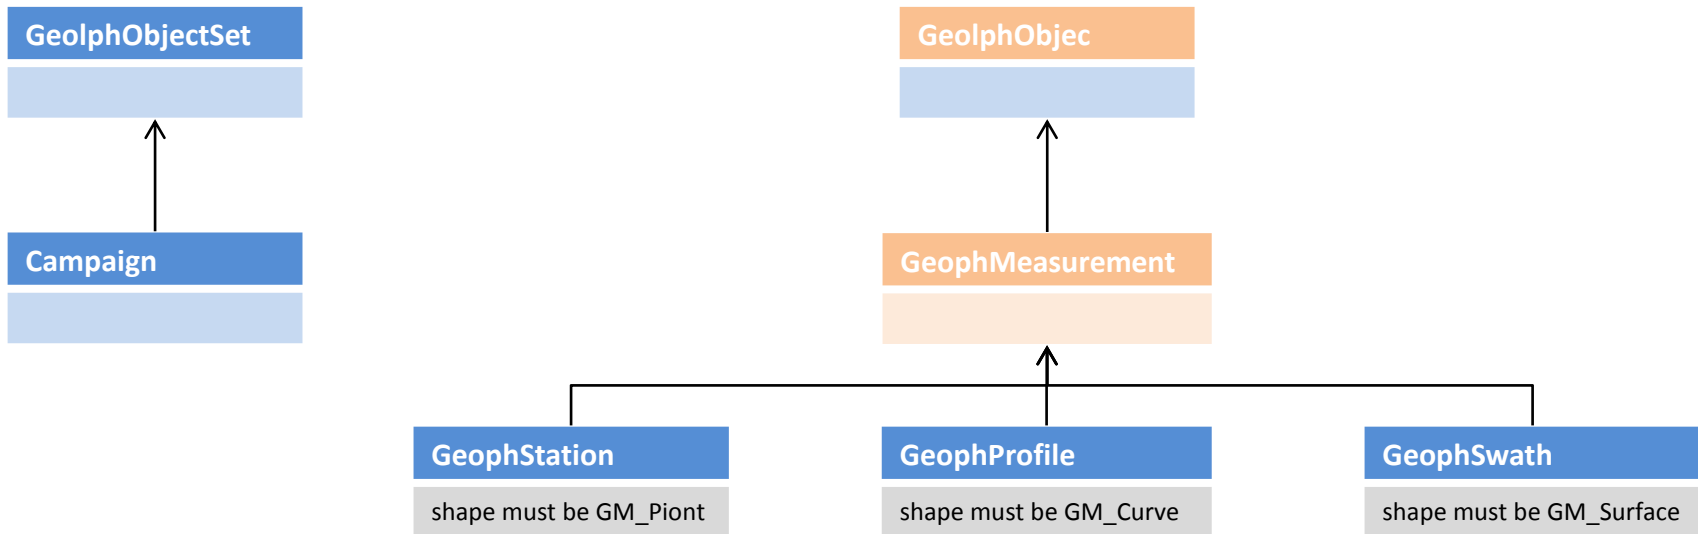 GeolphObjectSet
GeolphObjec
Campaign
GeophMeasurement
GeophStation
GeophProfile
GeophSwath
shape must be GM_Piont
shape must be GM_Curve
shape must be GM_Surface